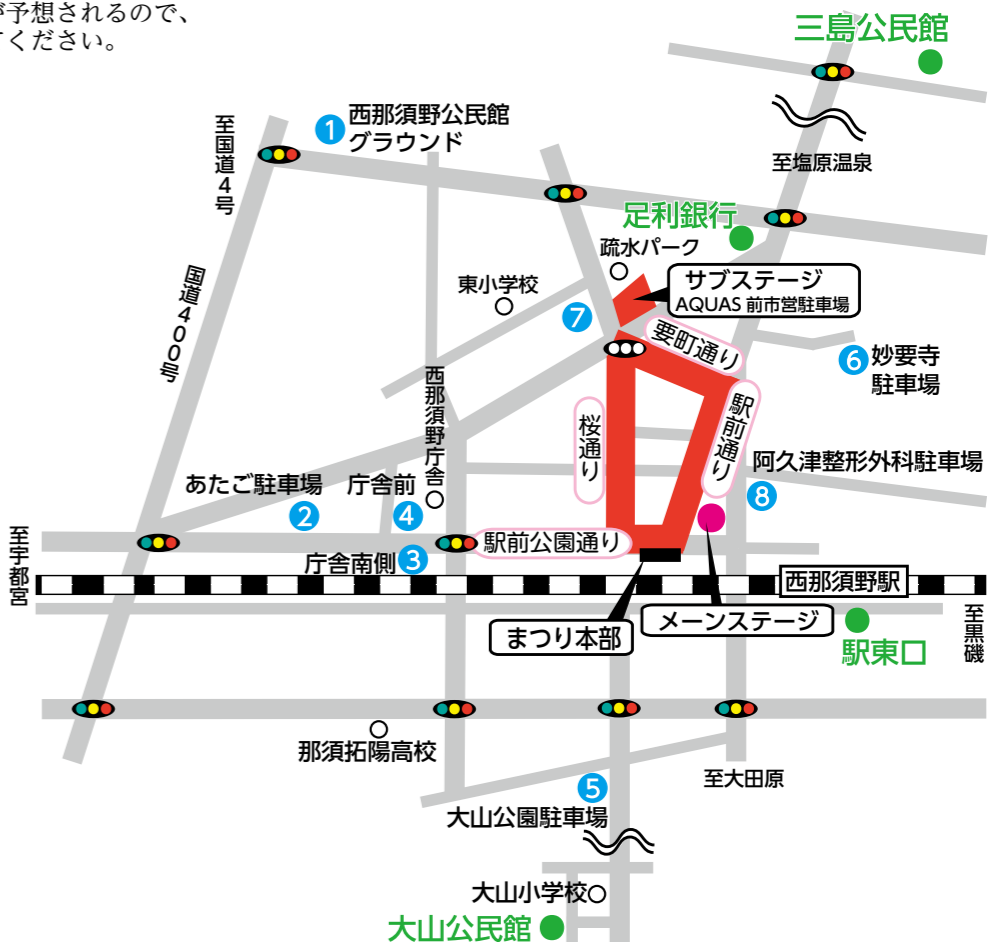 が予想されるので、
てください。
三島公民館
至国道4号
1 西那須野公民館
グラウンド
至塩原温泉
足利銀行
疏水パーク
東小学校
サブステージ
AQUAS 前市営駐車場
国道400号
7
要町通り
6 妙要寺
駐車場
西那須野庁舎
桜通り
駅前通り
阿久津整形外科駐車場
8
あたご駐車場
2
庁舎前
4
駅前公園通り
庁舎南側 3
至宇都宮
西那須野駅
まつり本部
メーンステージ
駅東口
至黒磯
那須拓陽高校
至大田原
5
大山公園駐車場
大山小学校
大山公民館